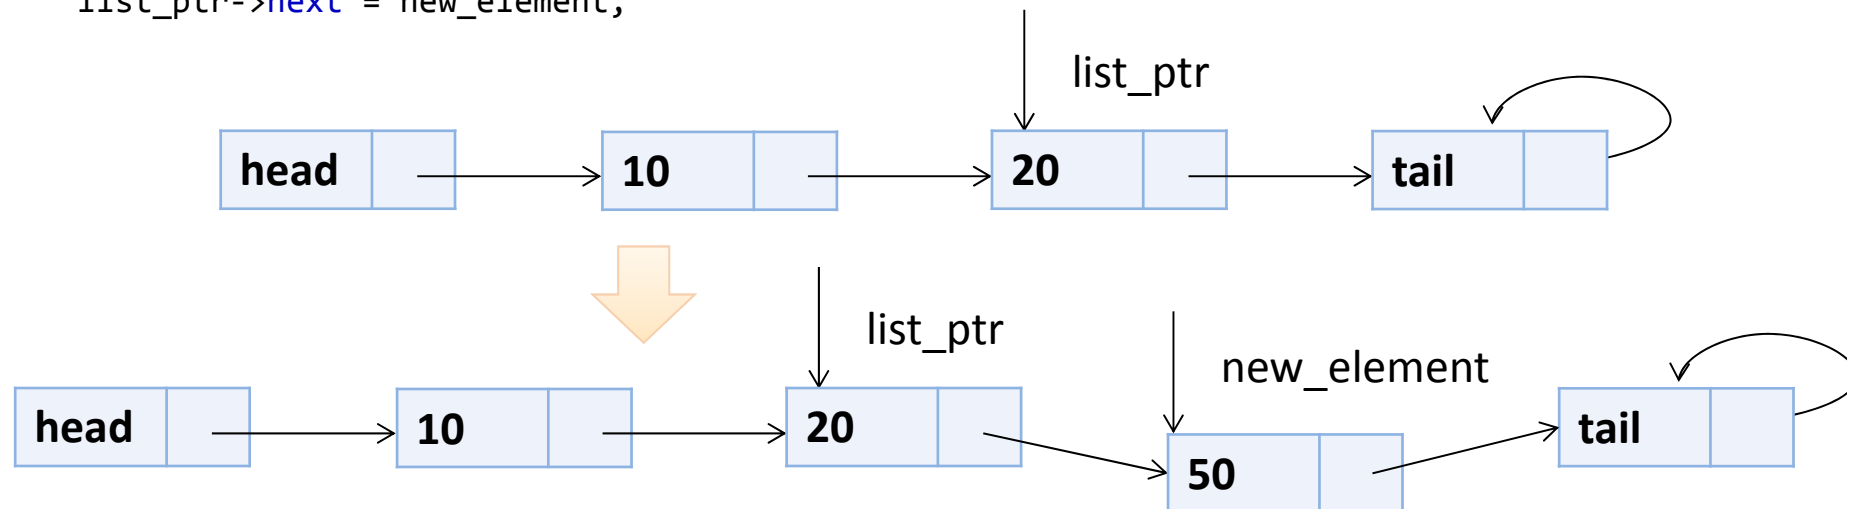 list_ptr->next = new_element;
list_ptr
head 10 20 tail
list_ptr
new_element
head 10 20 50 tail